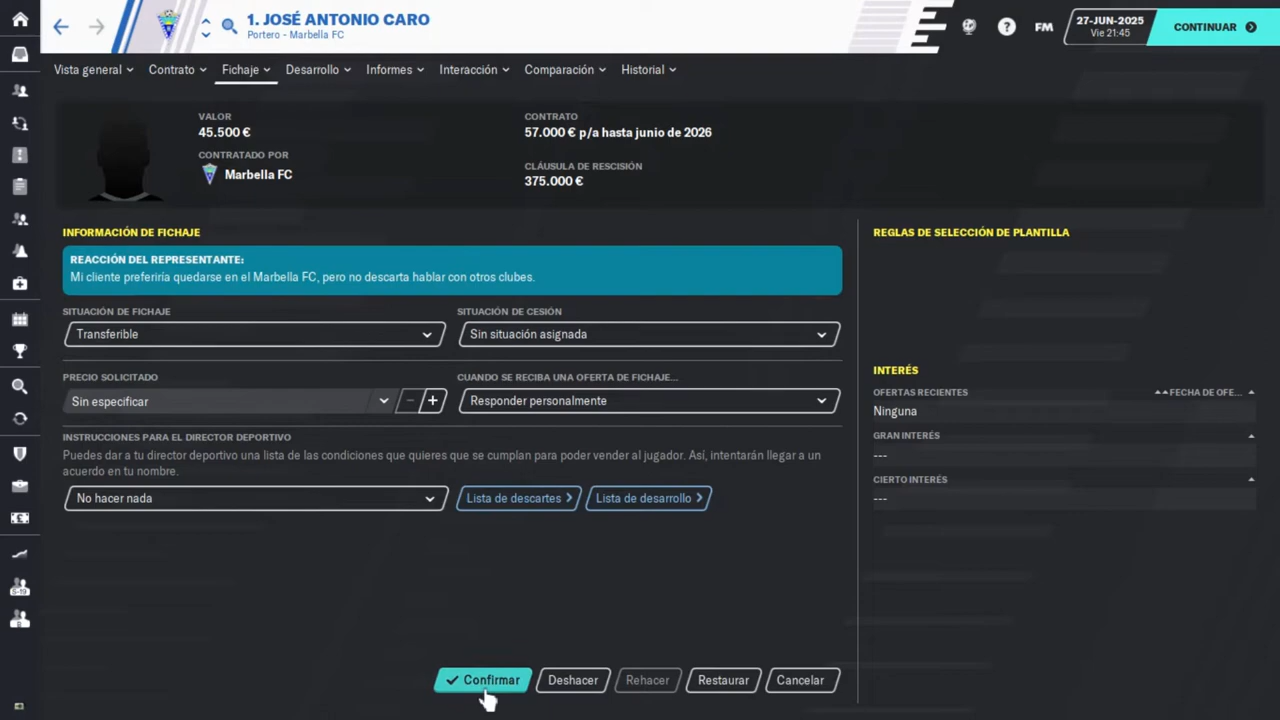 1. JOSÉ ANTONIO CARO
Portero - Marbella FC
FM
27-JUN-2025
Vie 21:45
CONTINUAR
Vista general
Contrato
Fichaje
Desarrollo
Informes
Interacción
Comparación
Historial
VALOR
45.500 €
CONTRATADO POR
Marbella FC
CONTRATO
57.000 € p/a hasta junio de 2026
CLÁUSULA DE RESCISIÓN
375.000 €
INFORMACIÓN DE FICHAJE
REACCIÓN DEL REPRESENTANTE:
Mi cliente preferiría quedarse en el Marbella FC, pero no descarta hablar con otros clubes.
SITUACIÓN DE FICHAJE
Transferible
SITUACIÓN DE CESIÓN
Sin situación asignada
PRECIO SOLICITADO
Sin especificar
CUANDO SE RECIBA UNA OFERTA DE FICHAJE...
Responder personalmente
INSTRUCCIONES PARA EL DIRECTOR DEPORTIVO
Puedes dar a tu director deportivo una lista de las condiciones que quieres que se cumplan para poder vender al jugador. Así, intentarán llegar a
acuerdo en tu nombre.
No hacer nada
Lista de descartes
Lista de desarrollo
REGLAS DE SELECCIÓN DE PLANTILLA
INTERÉS
OFERTAS RECIENTES
FECHA DE OFE...
Ninguna
GRAN INTERÉS
---
CIERTO INTERÉS
---
Confirmar
Deshacer
Rehacer
Restaurar
Cancelar